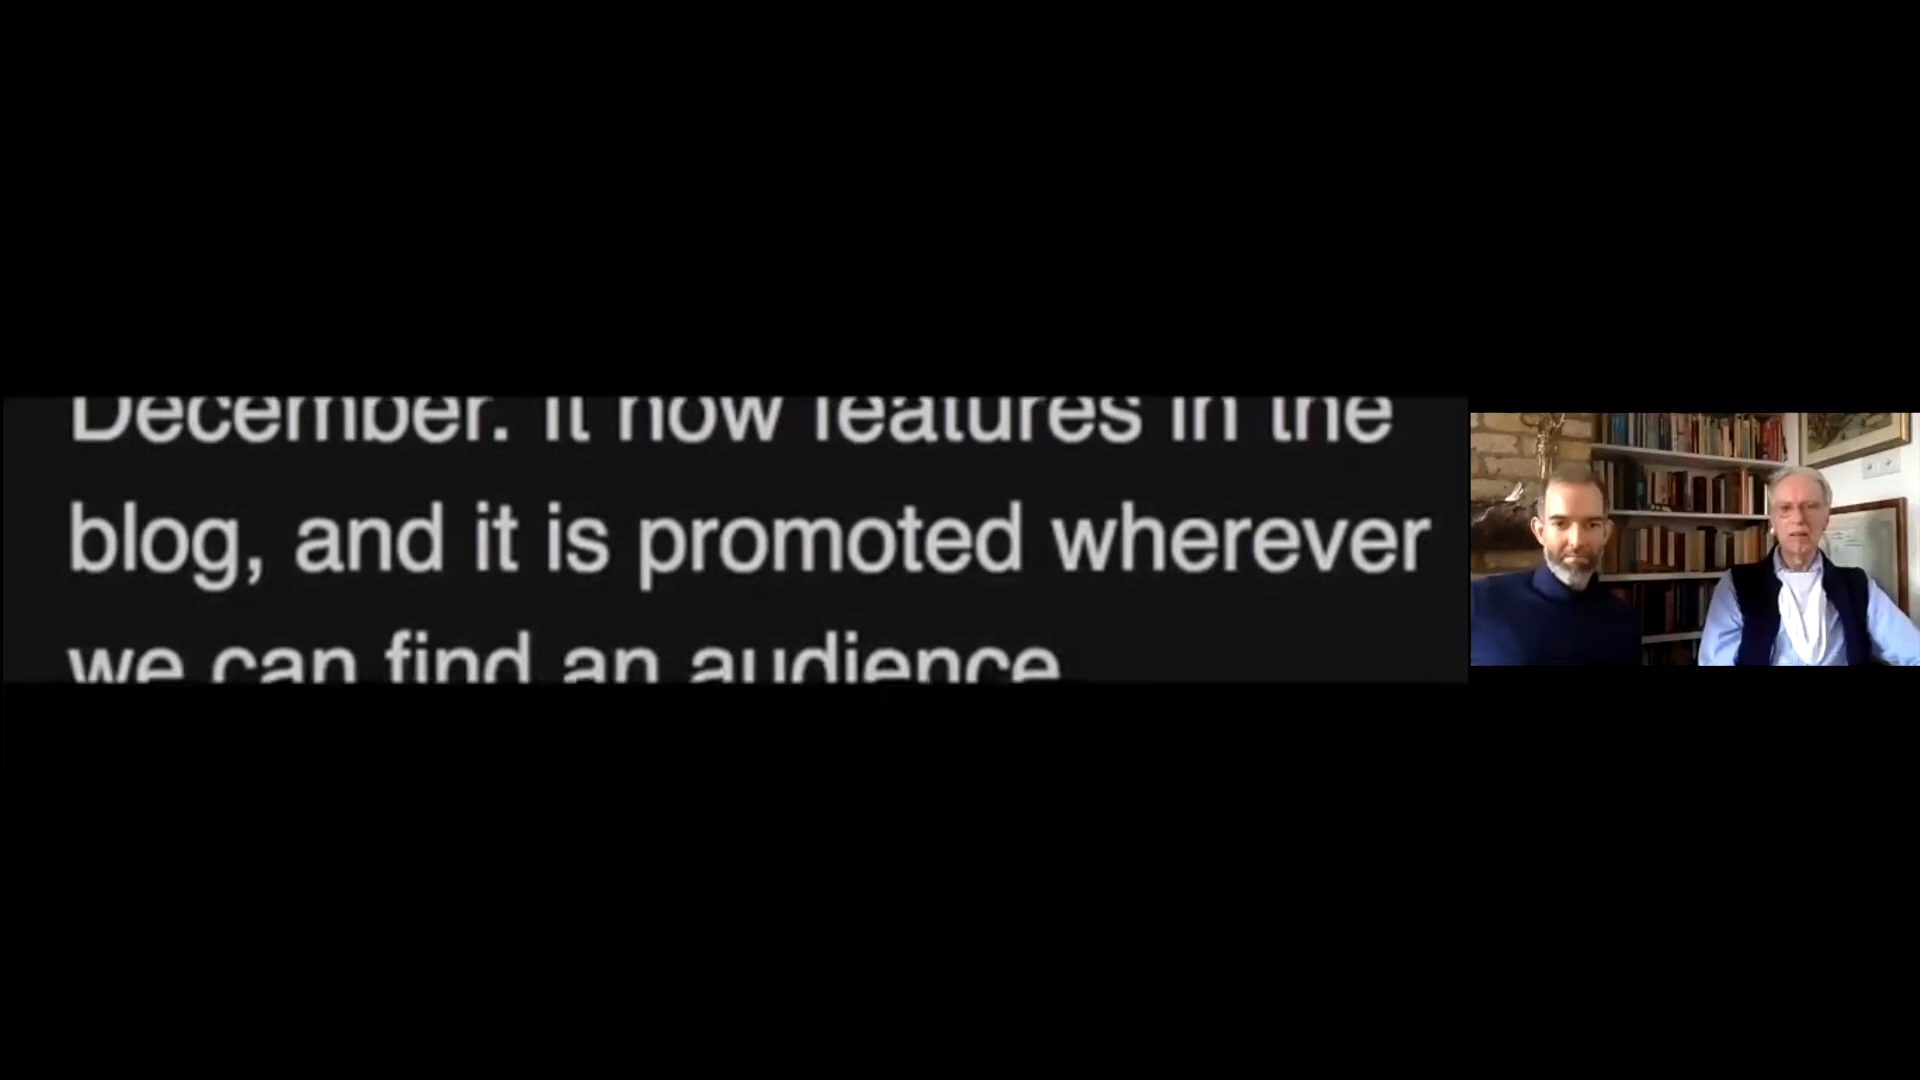 December. It now features in the
blog, and it is promoted wherever
we can find an audience